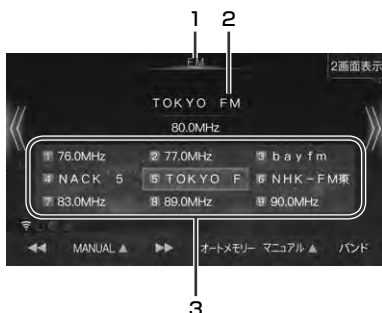 1 2
FM
2画面表示
TOKYO FM
80.0MHz
1 76.0MHz 2 77.0MHz 3 bayfm
4 NACK 5 5 TOKYO F 6 NHK-FM東
7 83.0MHz 8 89.0MHz 9 90.0MHz
MANUAL ▲ オートメモリー マニュアル ▲ バンド
3